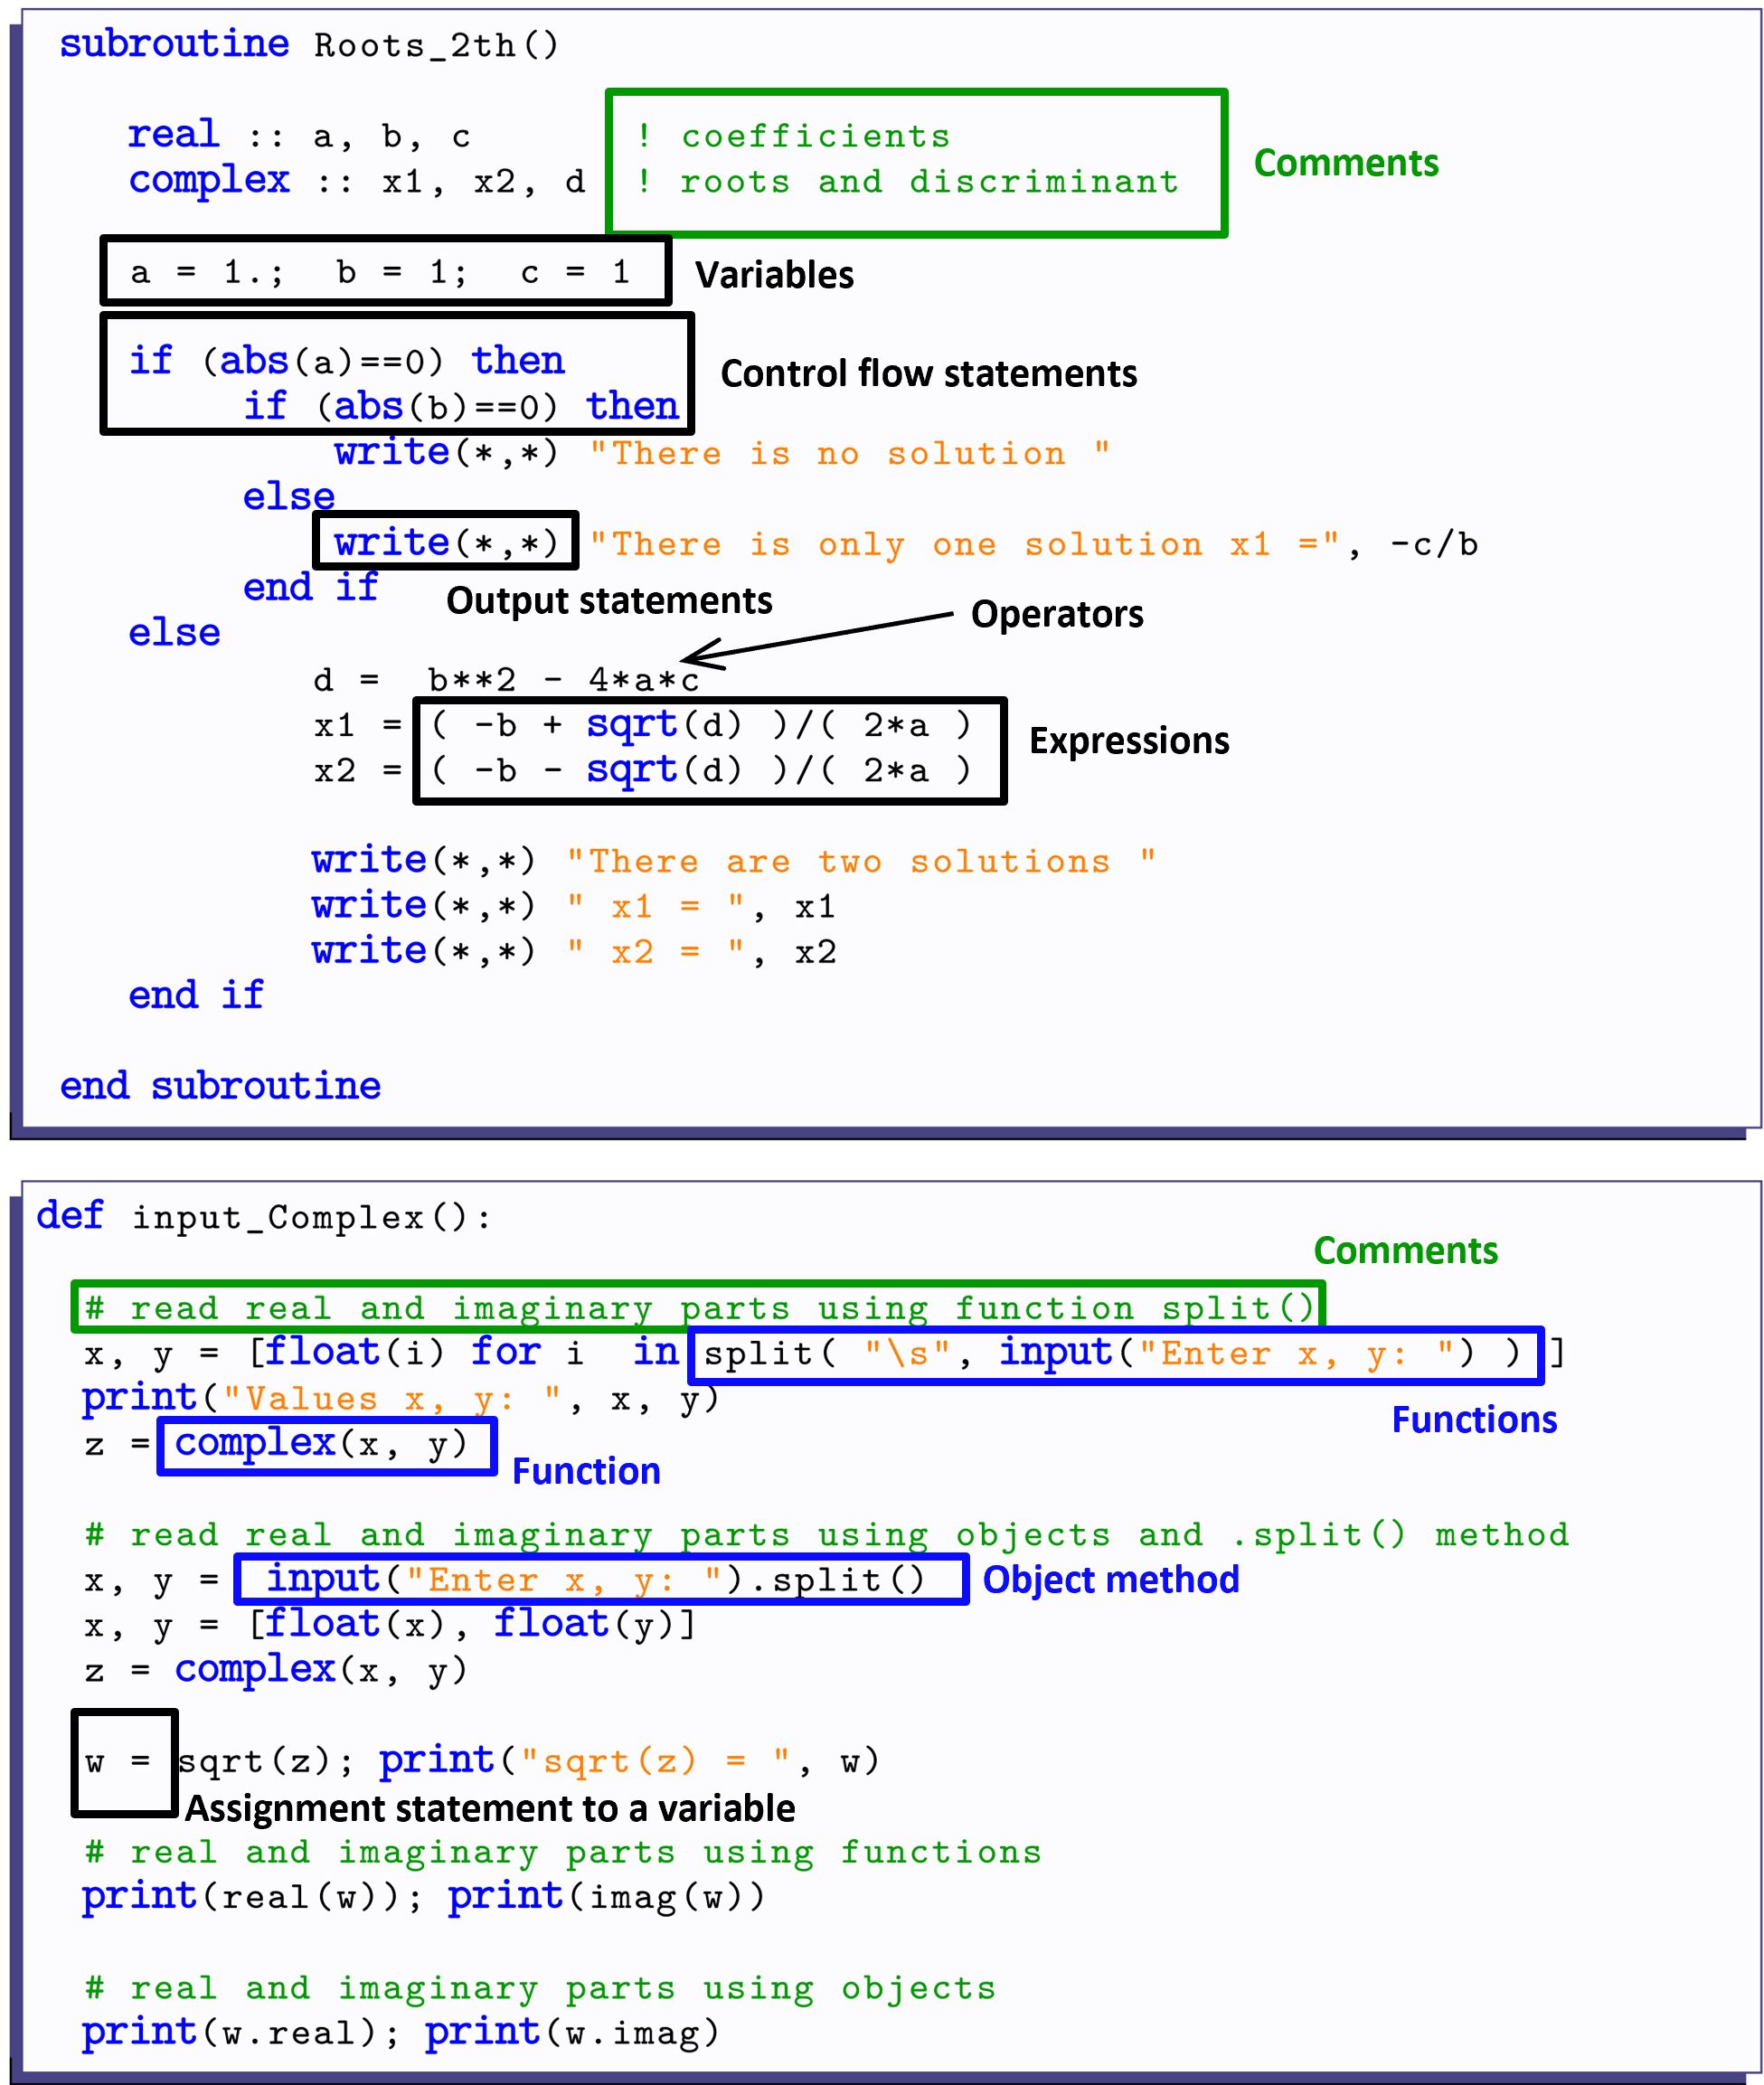 subroutine Roots_2th()
real :: a, b, c ! coefficients
complex :: x1, x2, d ! roots and discriminant
Comments
a = 1.; b = 1; c = 1
Variables
if (abs(a)==0) then
if (abs(b)==0) then
Control flow statements
write(*,*) "There is no solution "
else
write(*,*) "There is only one solution x1 =", -c/b
end if
Output statements
Operators
else
d = b**2 - 4*a*c
x1 = ( -b + sqrt(d) )/( 2*a )
x2 = ( -b - sqrt(d) )/( 2*a )
Expressions
write(*,*) "There are two solutions "
write(*,*) " x1 = ", x1
write(*,*) " x2 = ", x2
end if
end subroutine
def input_Complex():
Comments
# read real and imaginary parts using function split()
x, y = [float(i) for i in split( "\s", input("Enter x, y: ") ) ]
print("Values x, y: ", x, y)
Functions
z = complex(x, y)
Function
# read real and imaginary parts using objects and .split() method
x, y = input("Enter x, y: ").split()
Object method
x, y = [float(x), float(y)]
z = complex(x, y)
w = sqrt(z); print("sqrt(z) = ", w)
Assignment statement to a variable
# real and imaginary parts using functions
print(real(w)); print(imag(w))
# real and imaginary parts using objects
print(w.real); print(w.imag)